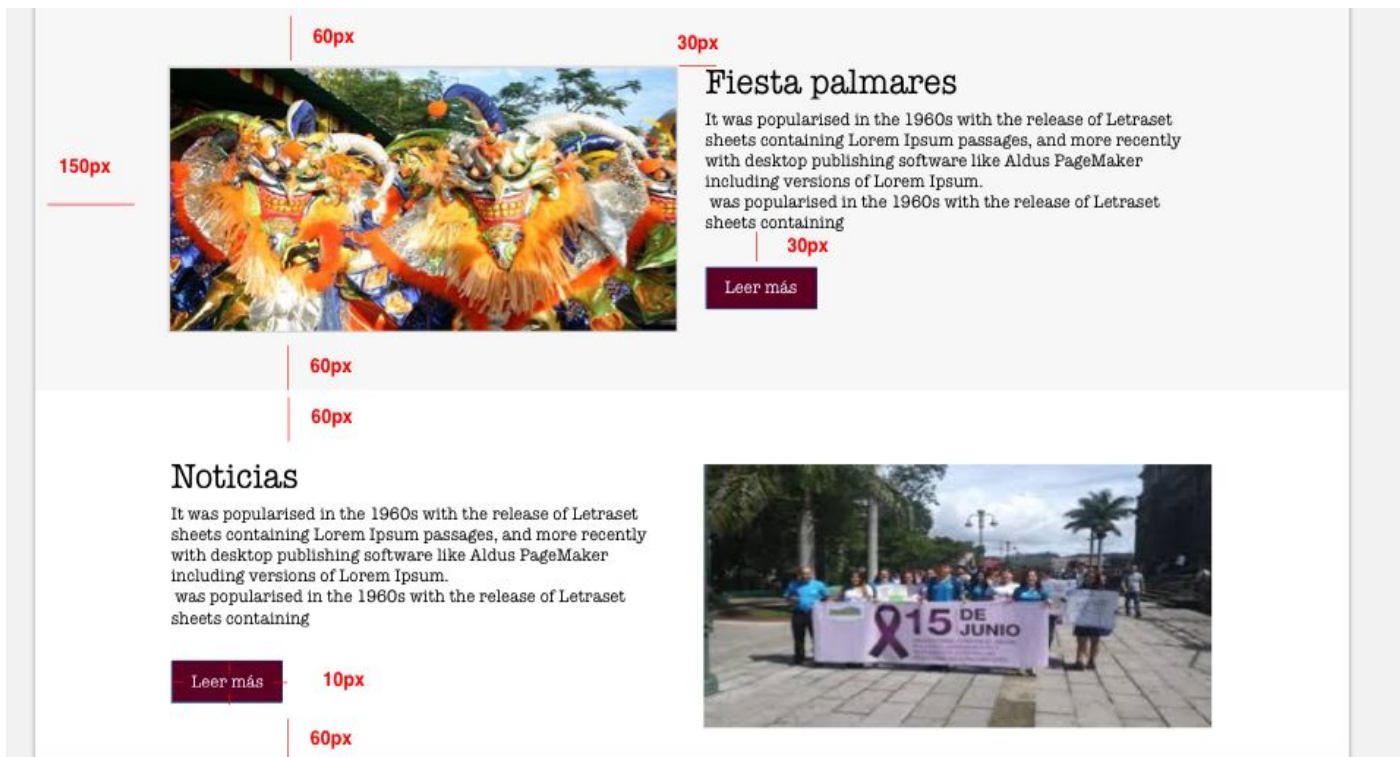 60px
30px
Fiesta palmares
It was popularised in the 1960s with the release of Letraset
sheets containing Lorem Ipsum passages, and more recently
with desktop publishing software like Aldus PageMaker
including versions of Lorem Ipsum.
was popularised in the 1960s with the release of Letraset
sheets containing
150px
30px
Leer más
60px
60px
Noticias
It was popularised in the 1960s with the release of Letraset
sheets containing Lorem Ipsum passages, and more recently
with desktop publishing software like Aldus PageMaker
including versions of Lorem Ipsum.
was popularised in the 1960s with the release of Letraset
sheets containing
15 DE
JUNIO
Leer más
10px
60px